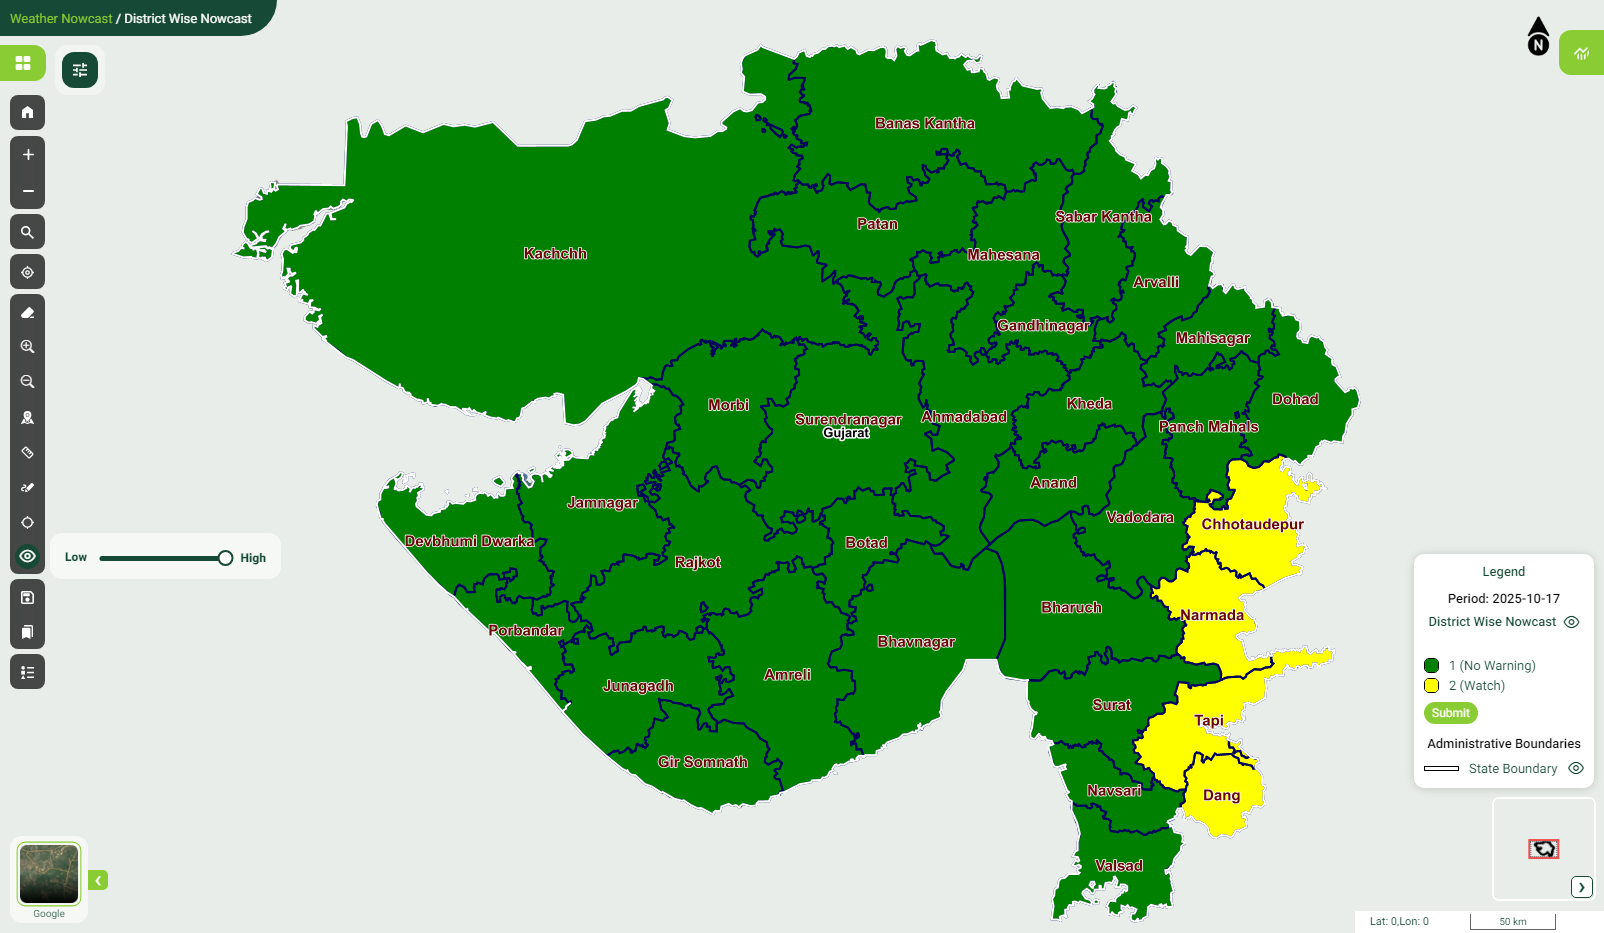 Weather Nowcast / District Wise Nowcast
N
Banas Kantha
Patan
Sabar Kantha
Kachchh
Mahesana
Arvalli
Gandhinagar
Mahisagar
Morbi
Surendranagar
Gujarat
Ahmadabad
Kheda
Dohad
Panch Mahals
Jamnagar
Anand
Vadodara
Chhotaudepur
Devbhumi Dwarka
Botad
Rajkot
Low
High
Bharuch
Narmada
Porbandar
Bhavnagar
Junagadh
Amreli
Surat
Tapi
Gir Somnath
Navsari
Dang
Valsad
Legend
Period: 2025-10-17
District Wise Nowcast
1 (No Warning)
2 (Watch)
Submit
Administrative Boundaries
State Boundary
Google
Lat: 0,Lon: 0
50 km